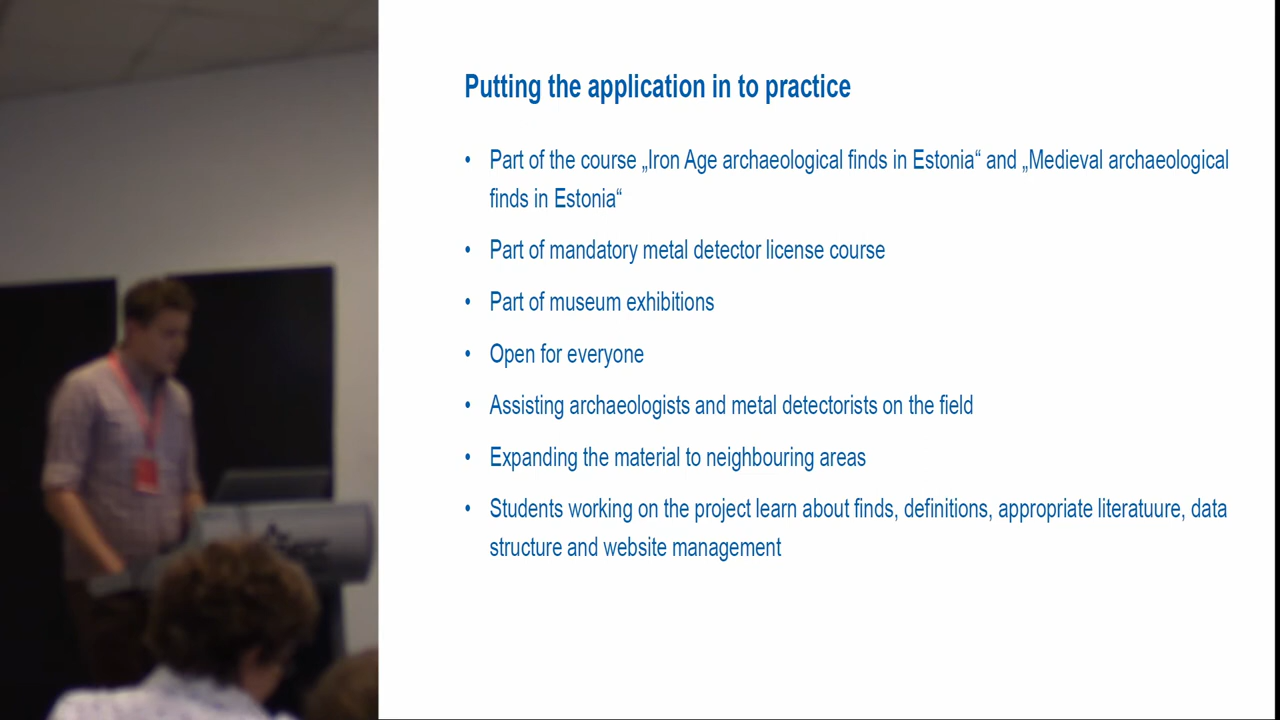 Putting the application in to practice
• Part of the course „Iron Age archaeological finds in Estonia“ and „Medieval archaeological
finds in Estonia“
• Part of mandatory metal detector license course
• Part of museum exhibitions
• Open for everyone
• Assisting archaeologists and metal detectorists on the field
• Expanding the material to neighbouring areas
• Students working on the project learn about finds, definitions, appropriate literatuure, data
structure and website management